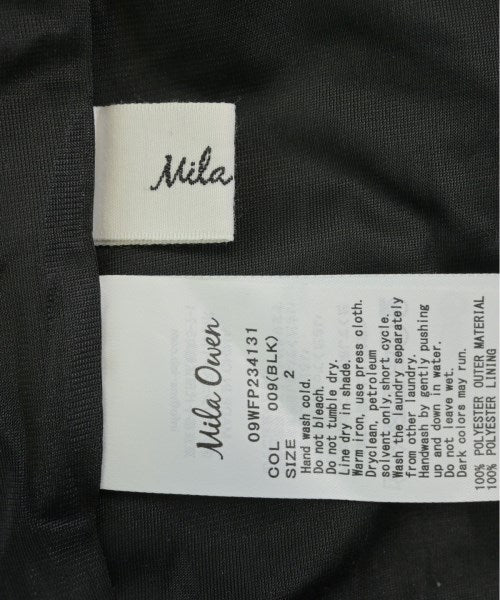 Mila
Mila Owen
09WFP234131
COL 009(BLK)
SIZE 2
Hand wash cold.
Do not bleach.
Do not tumble dry.
Line dry in shade.
Warm iron, use press cloth.
Dryclean, petroleum
solvent only, short cycle.
Wash the laundry separately
from other laundry.
Handwash by gently pushing
up and down in water.
Do not leave wet.
Dark colors may run.
100% POLYESTER OUTER MATERIAL
100% POLYESTER LINING